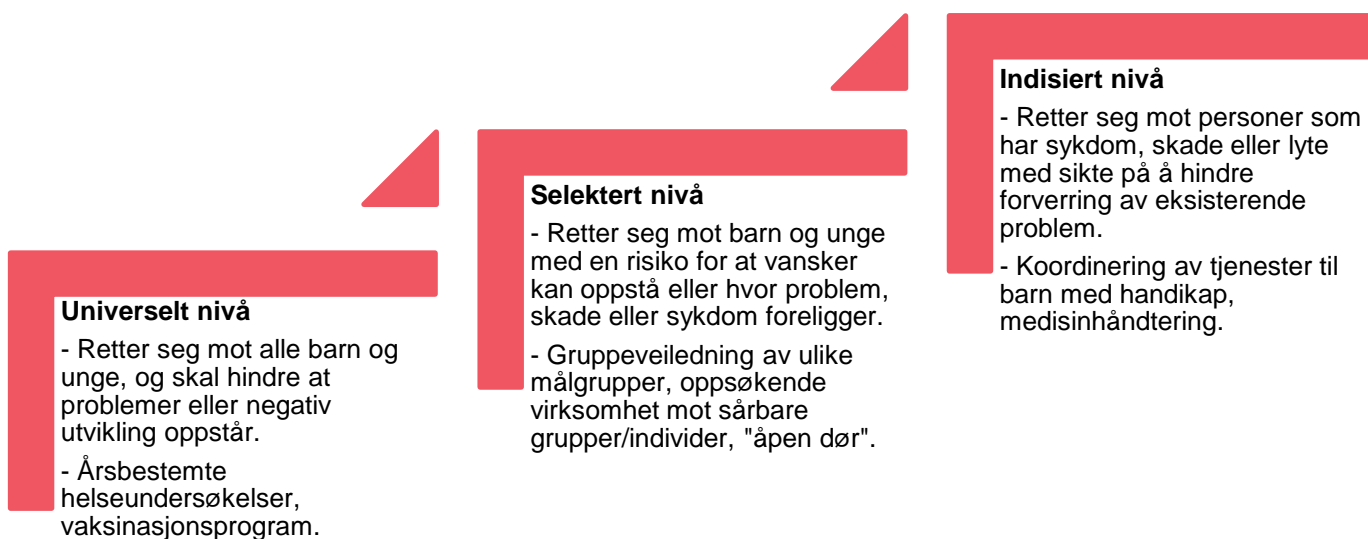 Universelt nivå
- Retter seg mot alle barn og
unge, og skal hindre at
problemer eller negativ
utvikling oppstår.
- Årsbestemte
helseundersøkelser,
vaksinasjonsprogram.
Selektert nivå
- Retter seg mot barn og unge
med en risiko for at vansker
kan oppstå eller hvor problem,
skade eller sykdom foreligger.
- Gruppeveiledning av ulike
målgrupper, oppsøkende
virksomhet mot sårbare
grupper/individer, "åpen dør".
Indisiert nivå
- Retter seg mot personer som
har sykdom, skade eller lyte
med sikte på å hindre
forverring av eksisterende
problem.
- Koordinering av tjenester til
barn med handikap,
medisinhåndtering.